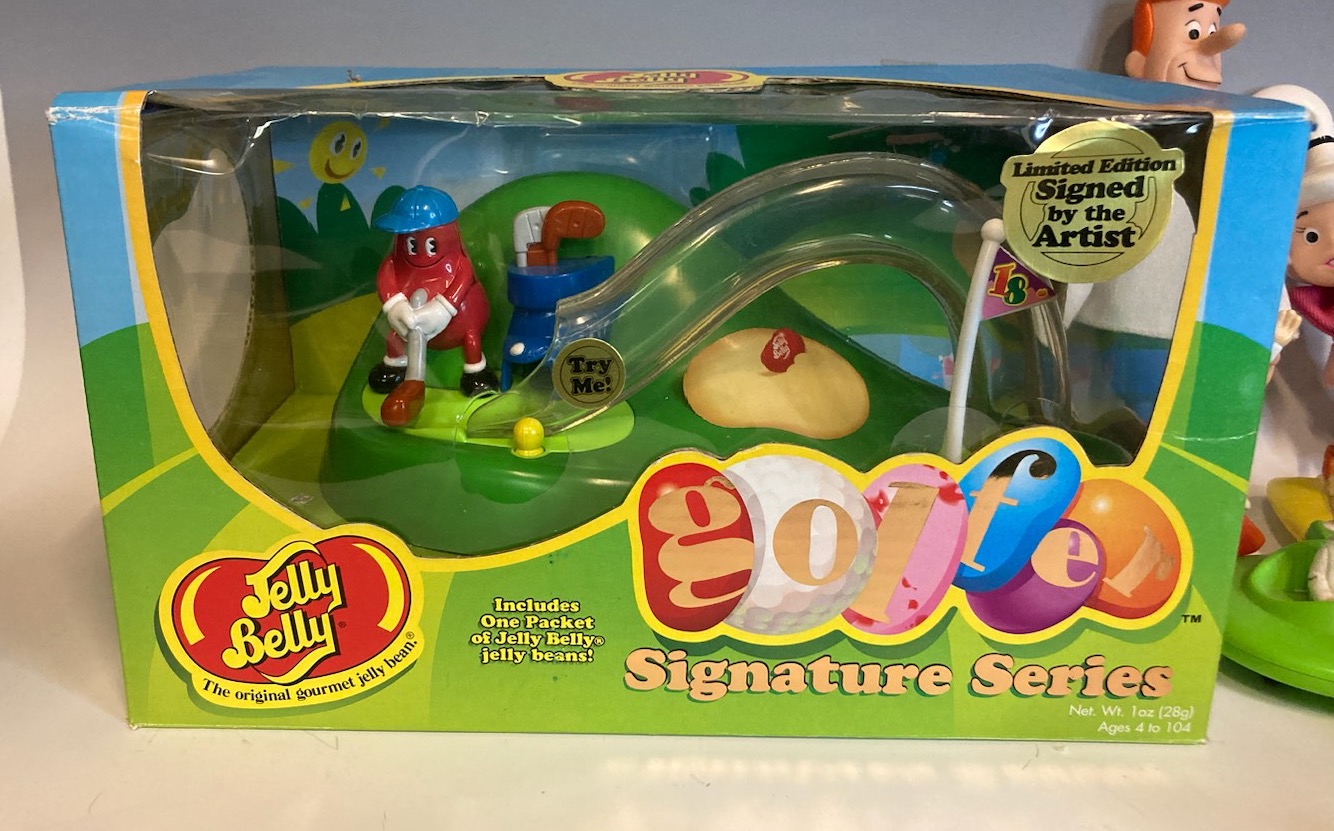 Jelly
Belly
Limited Edition
Signed
by the
Artist
18
Try
Me!
golfer
TM
Signature Series
Jelly
Belly®
The original gourmet jelly bean.®
Includes
One Packet
of Jelly Belly®
jelly beans!
Net. Wt. 1oz (28g)
Ages 4 to 104